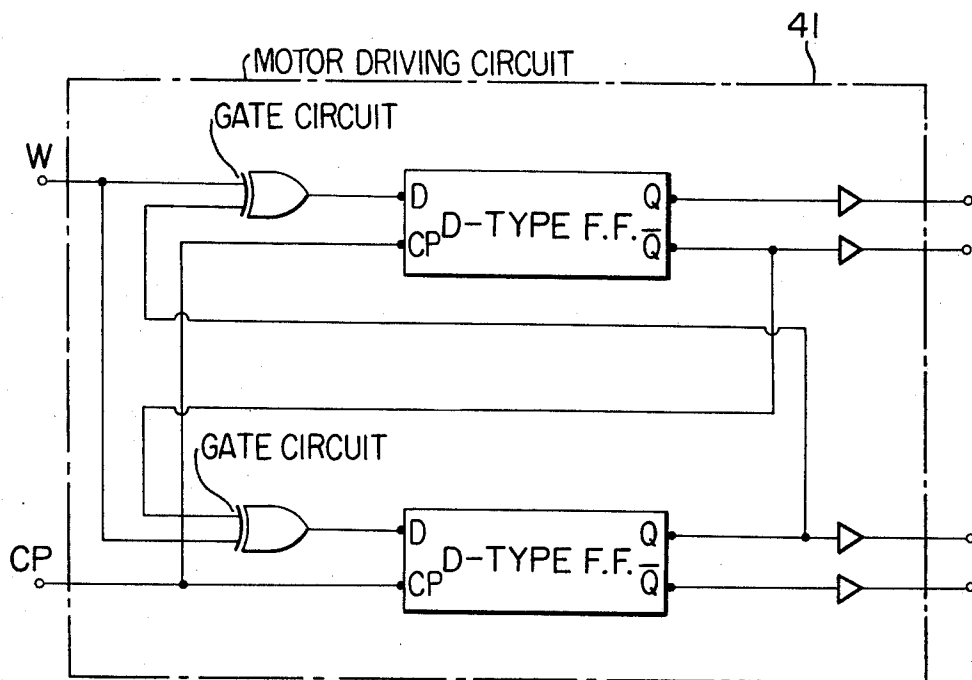 41
MOTOR DRIVING CIRCUIT
GATE CIRCUIT
W
D
Q
D-TYPE F.F.
CP
Q̅
GATE CIRCUIT
D
Q
CP
D-TYPE F.F.
CP
Q̅